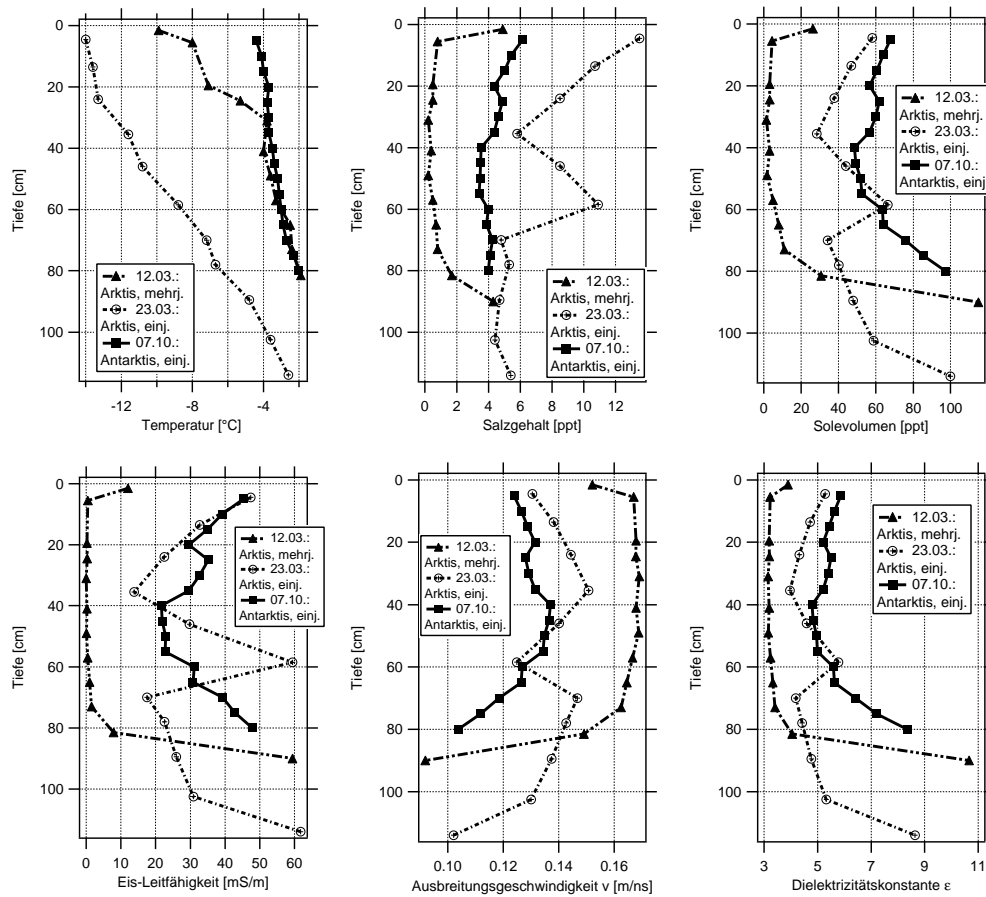 0
20
40
60
80
100
Tiefe [cm]
-12
-8
-4
Temperatur [°C]
12.03.:
Arktis, mehrj.
23.03.:
Arktis, einj.
07.10.:
Antarktis, einj.
0
20
40
60
80
100
Tiefe [cm]
0
2
4
6
8
10
12
Salzgehalt [ppt]
12.03.:
Arktis, mehrj.
23.03.:
Arktis, einj.
07.10.:
Antarktis, einj.
0
20
40
60
80
100
Tiefe [cm]
0
20
40
60
80
100
Solevolumen [ppt]
12.03.:
Arktis, mehrj.
23.03.:
Arktis, einj.
07.10.:
Antarktis, einj
0
20
40
60
80
100
Tiefe [cm]
0
10
20
30
40
50
60
Eis-Leitfähigkeit [mS/m]
12.03.:
Arktis, mehrj.
23.03.:
Arktis, einj.
07.10.:
Antarktis, einj.
0
20
40
60
80
100
Tiefe [cm]
0.10
0.12
0.14
0.16
Ausbreitungsgeschwindigkeit v [m/ns]
12.03.:
Arktis, mehrj.
23.03.:
Arktis, einj.
07.10.:
Antarktis, einj.
0
20
40
60
80
100
Tiefe [cm]
3
5
7
9
11
Dielektrizitätskonstante ε
12.03.:
Arktis, mehrj.
23.03.:
Arktis, einj.
07.10.:
Antarktis, einj.